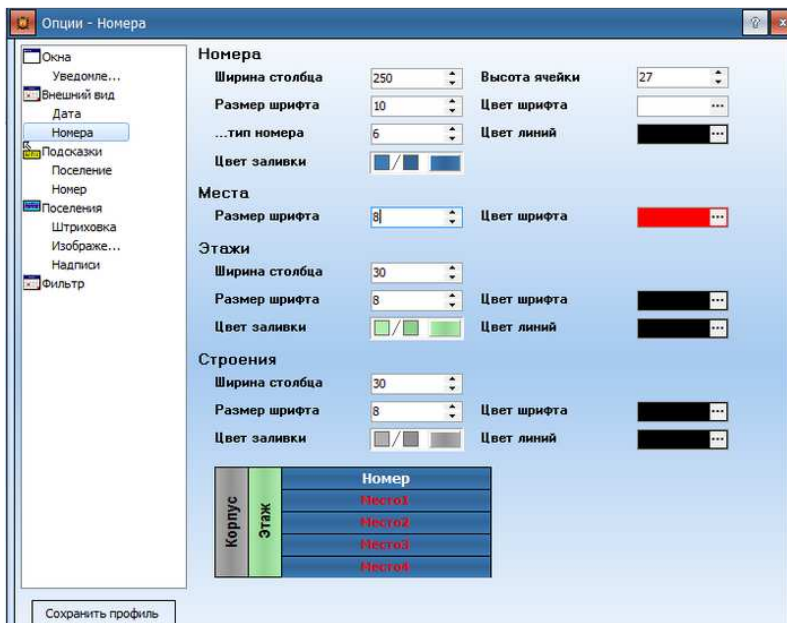 Опции - Номера
Окна
Уведомле...
Внешний вид
Дата
Номера
Подсказки
Поселение
Номер
Поселения
Штриховка
Изображе...
Надписи
Фильтр
Номера
Ширина столбца 250 Высота ячейки 27
Размер шрифта 10 Цвет шрифта ...
...тип номера 6 Цвет линий ...
Цвет заливки /
Места
Размер шрифта 8 Цвет шрифта ...
Этажи
Ширина столбца 30
Размер шрифта 8 Цвет шрифта ...
Цвет заливки / Цвет линий ...
Строения
Ширина столбца 30
Размер шрифта 8 Цвет шрифта ...
Цвет заливки / Цвет линий ...
Корпус
Этаж
Номер
Место1
Место2
Место3
Место4
Сохранить профиль